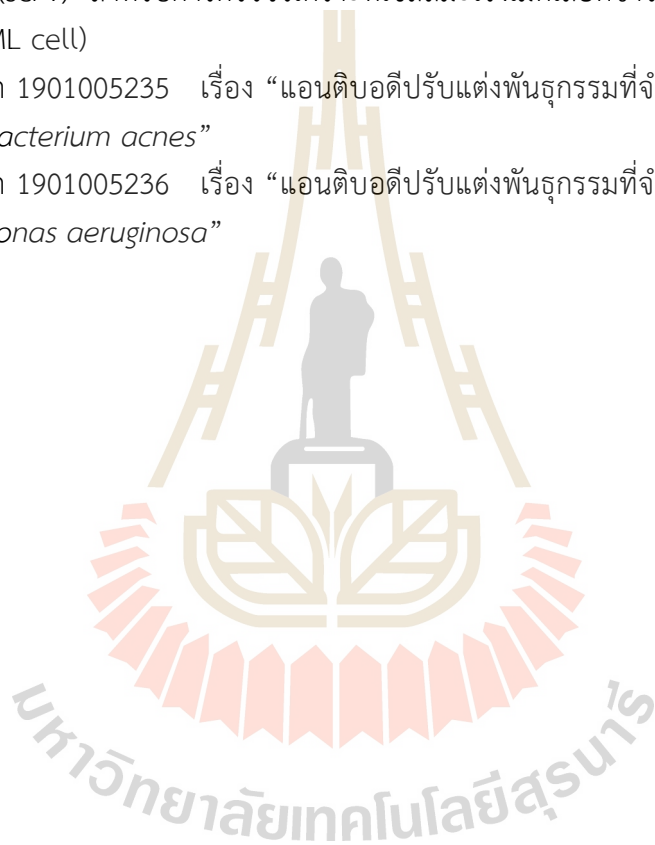 ML cell)
1901005235 เรื่อง “แอนติบอดีปรับแต่งพันธุกรรมที่จำ
acterium acnes”
1901005236 เรื่อง “แอนติบอดีปรับแต่งพันธุกรรมที่จำ
onas aeruginosa”
มหาวิทยาลัยเทคโนโลยีสุรนารี